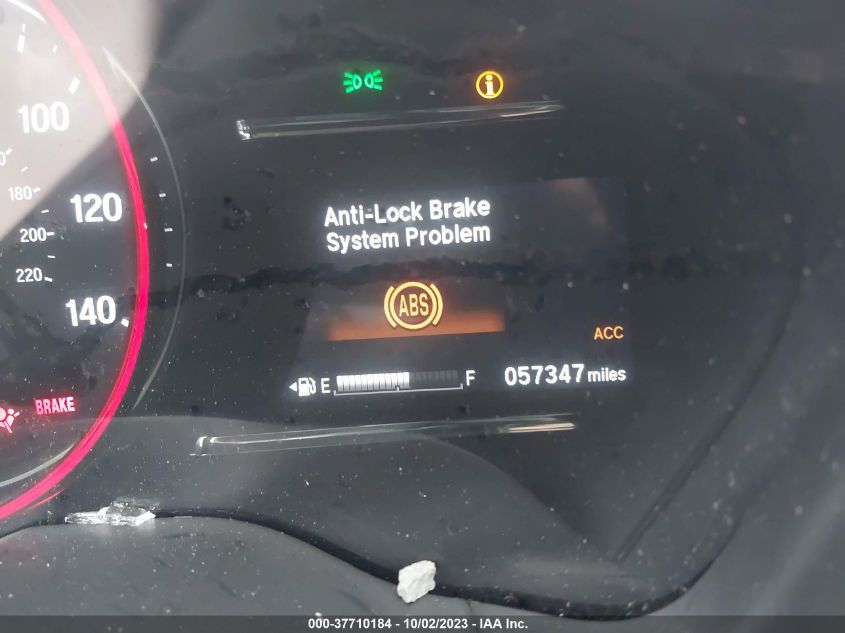 100
180
120
200
220
140
BRAKE
Anti-Lock Brake
System Problem
ABS
ACC
E
F
057347 miles
000-37710184 - 10/02/2023 - IAA Inc.